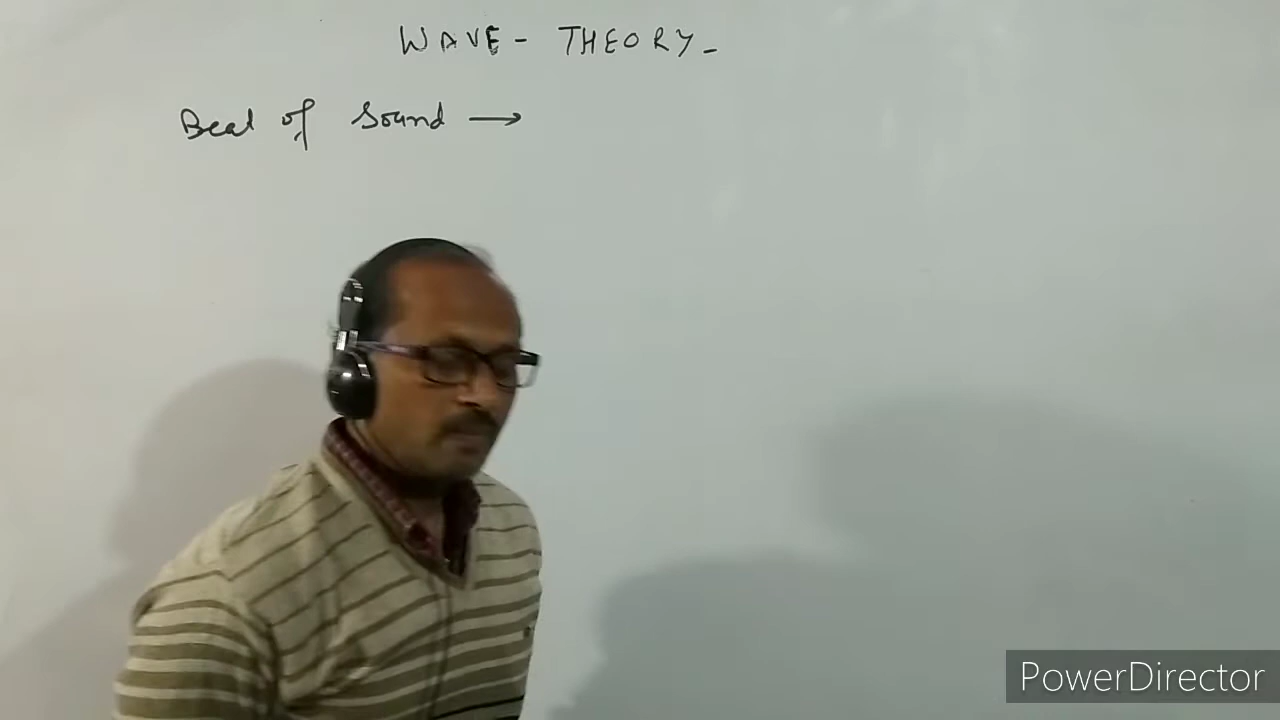 WAVE - THEORY -
Beat of Sound →
PowerDirector